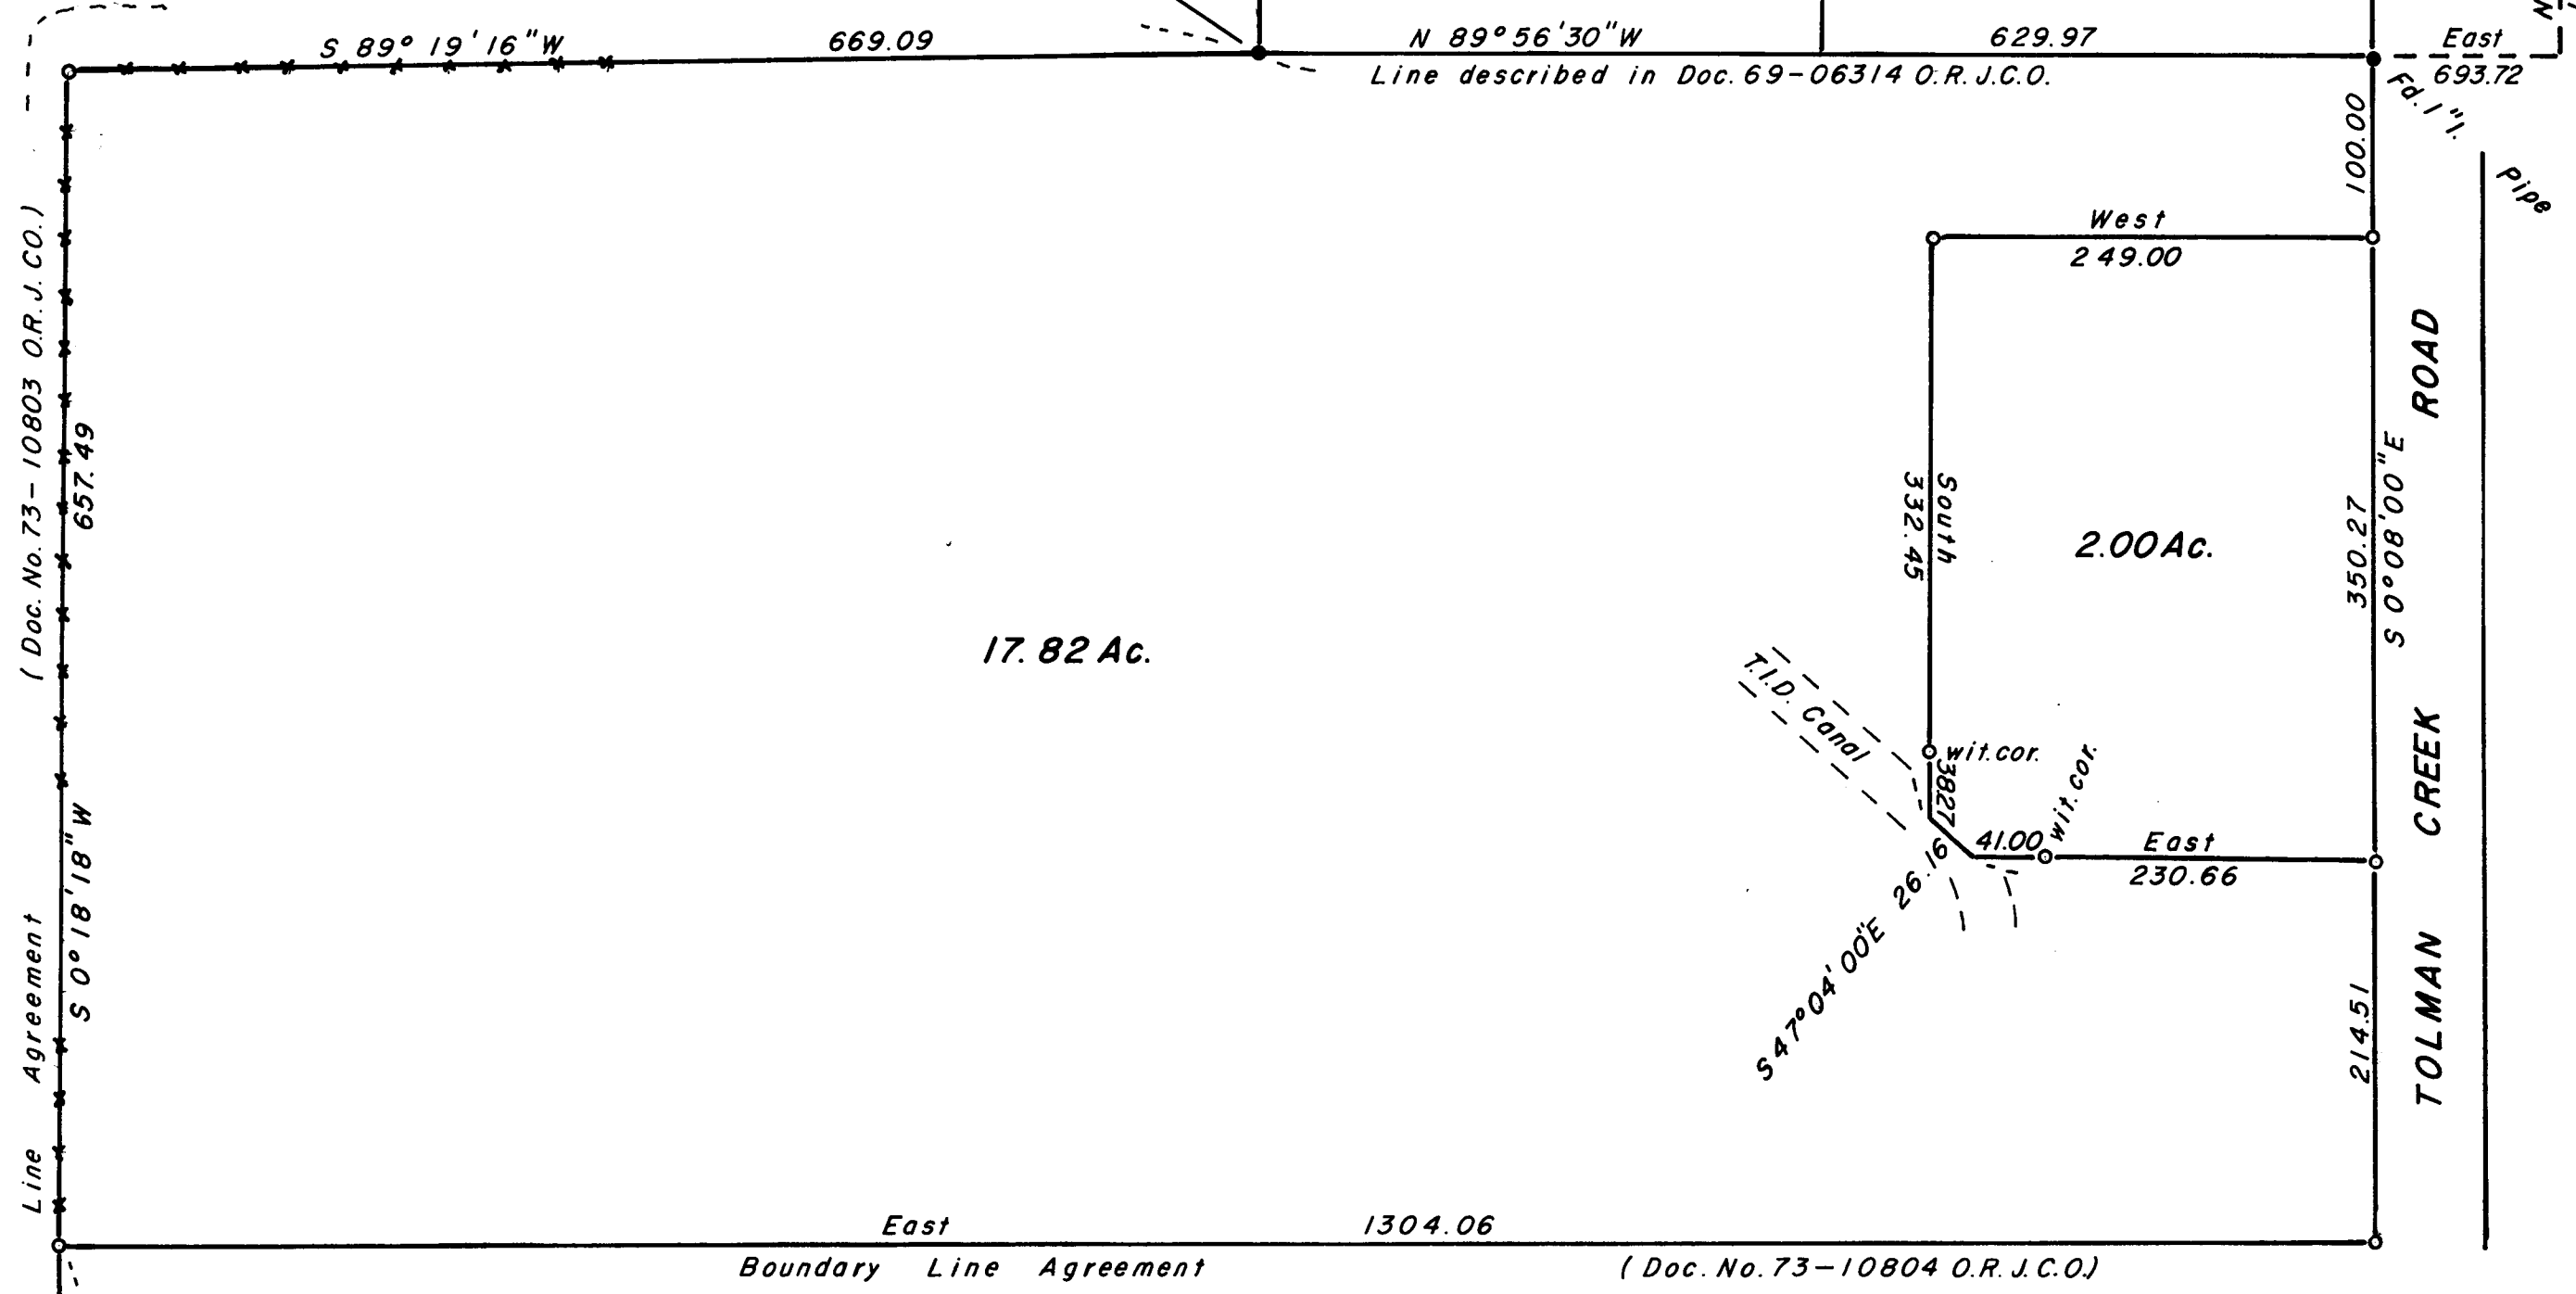 S 89° 19' 16" W
669.09
N 89° 56' 30" W
629.97
East
693.72
N
Line described in Doc. 69-06314 O.R.J.C.O.
Fd. 1" I.
Pipe
100.00
West
249.00
(Doc. No. 73-10803 O.R.J.CO.)
657.49
S 0° 18' 18" W
Line Agreement
South
332.45
2.00 Ac.
350.27
S 0° 08' 00" E
TOLMAN CREEK ROAD
17.82 Ac.
T.I.D. Canal
wit. cor.
38.27
wit. cor.
41.00
East
230.66
26.16
S 47° 04' 00" E
214.51
East
1304.06
Boundary Line Agreement
(Doc. No. 73-10804 O.R.J.C.O.)